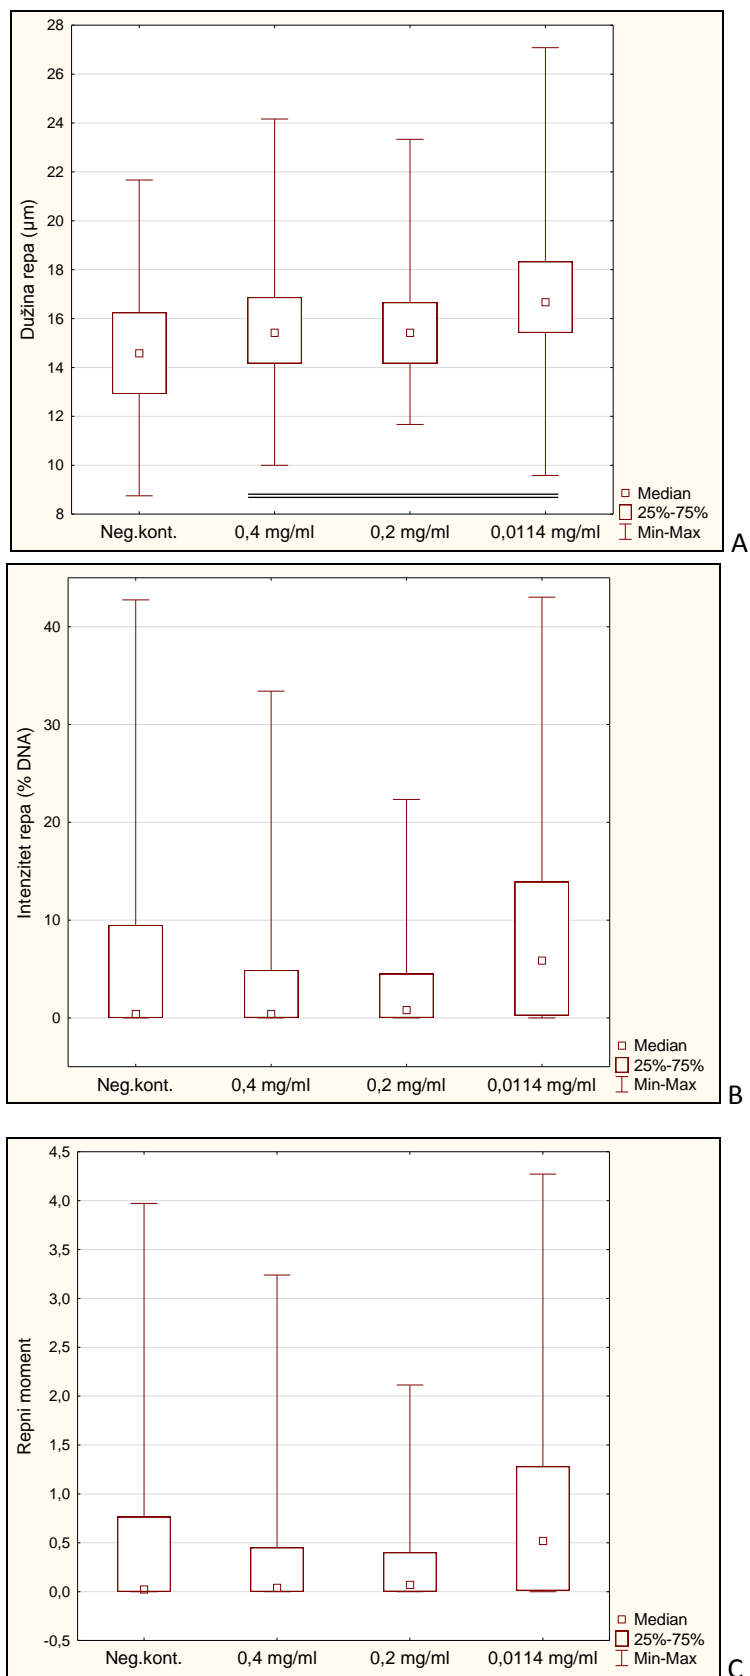 28
26
24
22
20
18
16
14
12
10
8
Dužina repa (µm)
Neg.kont. 0,4 mg/ml 0,2 mg/ml 0,0114 mg/ml
Median
25%-75%
Min-Max
A
40
30
20
10
0
Intenzitet repa (% DNA)
Neg.kont. 0,4 mg/ml 0,2 mg/ml 0,0114 mg/ml
Median
25%-75%
Min-Max
B
4,5
4,0
3,5
3,0
2,5
2,0
1,5
1,0
0,5
0,0
-0,5
Repni moment
Neg.kont. 0,4 mg/ml 0,2 mg/ml 0,0114 mg/ml
Median
25%-75%
Min-Max
C